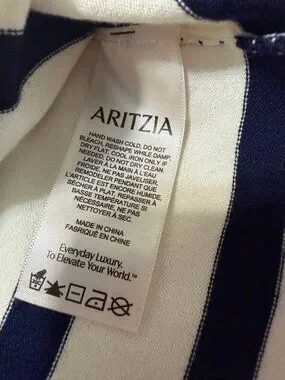 ARITZIA
HAND WASH COLD. DO NOT
BLEACH. RESHAPE WHILE DAMP.
DRY FLAT. COOL IRON ONLY IF
NEEDED. DO NOT DRY CLEAN.
LAVER À LA MAIN À L'EAU
FROIDE. NE PAS JAVELISER.
REMODELER PENDANT QUE
L'ARTICLE EST ENCORE HUMIDE.
SÉCHER À PLAT. REPASSER À
BASSE TEMPÉRATURE SI
NÉCESSAIRE. NE PAS
NETTOYER À SEC.
MADE IN CHINA
FABRIQUÉ EN CHINE
Everyday Luxury.
To Elevate Your World.™